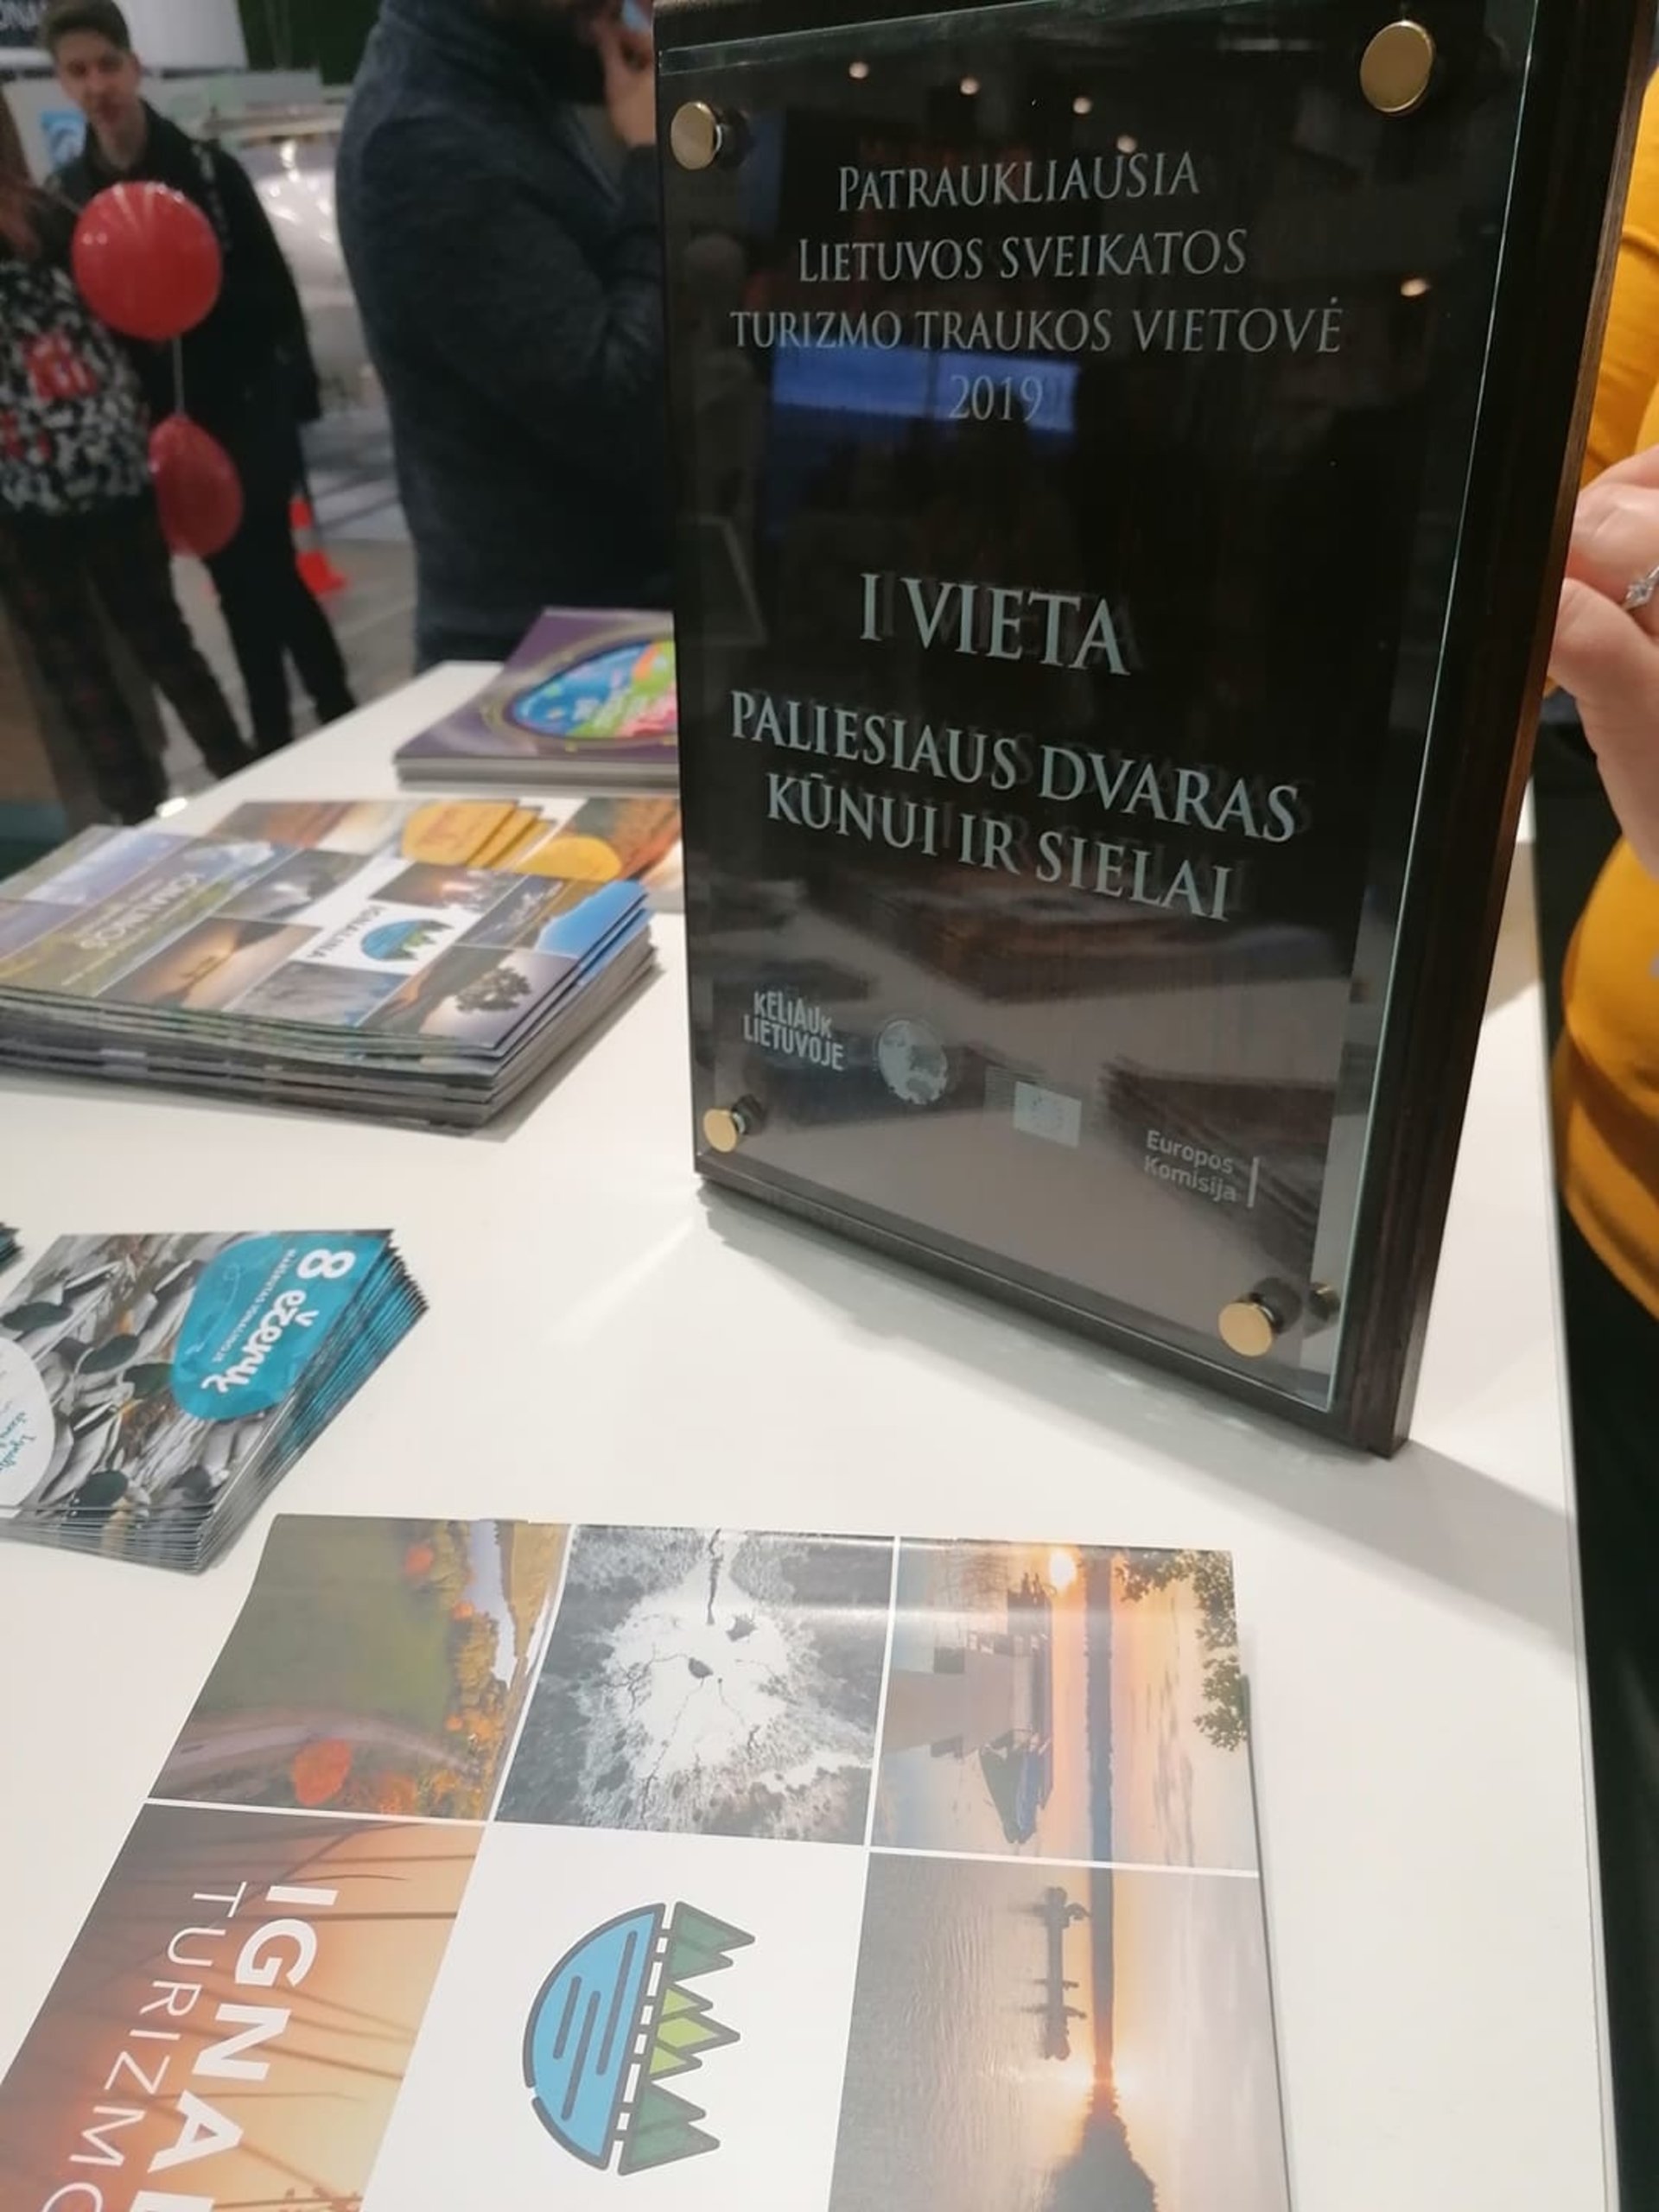 PATRAUKLIAUSIA
LIETUVOS SVEIKATOS
TURIZMO TRAUKOS VIETOVĖ
2019
I VIETA
PALIESIAUS DVARAS
KŪNUI IR SIELAI
KELIAUK
LIETUVOJE
Europos
Komisija
IGNALINA
8 ežerų
TURIZMO